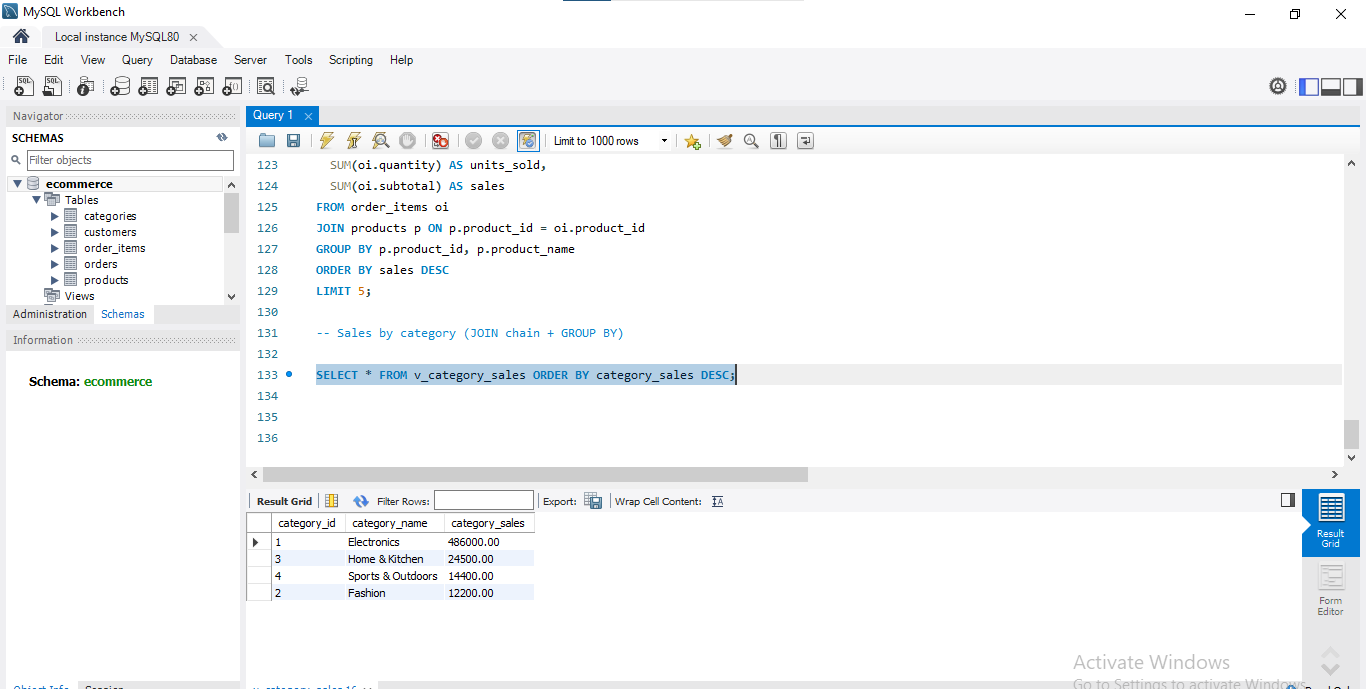 MySQL Workbench
Local instance MySQL80
File Edit View Query Database Server Tools Scripting Help
Navigator
SCHEMAS
Filter objects
ecommerce
Tables
categories
customers
order_items
orders
products
Views
Administration Schemas
Information
Schema: ecommerce
Query 1
Limit to 1000 rows
123 SUM(oi.quantity) AS units_sold,
124 SUM(oi.subtotal) AS sales
125 FROM order_items oi
126 JOIN products p ON p.product_id = oi.product_id
127 GROUP BY p.product_id, p.product_name
128 ORDER BY sales DESC
129 LIMIT 5;
130
131 -- Sales by category (JOIN chain + GROUP BY)
132
133 SELECT * FROM v_category_sales ORDER BY category_sales DESC;
134
135
136
Result Grid Filter Rows: Export: Wrap Cell Content:
category_id category_name category_sales
1 Electronics 486000.00
3 Home & Kitchen 24500.00
4 Sports & Outdoors 14400.00
2 Fashion 12200.00
Result
Grid
Form
Editor
Activate Windows
Go to Settings to activate Windows